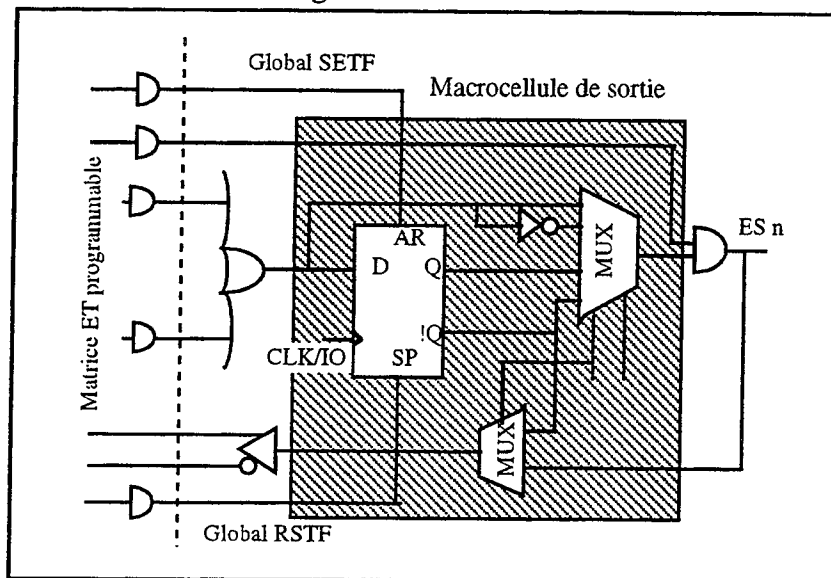 Global SETF
Macrocellule de sortie
Matrice ET programmable
AR
D
Q
MUX
ES n
!Q
CLK/IO
SP
MUX
Global RSTF